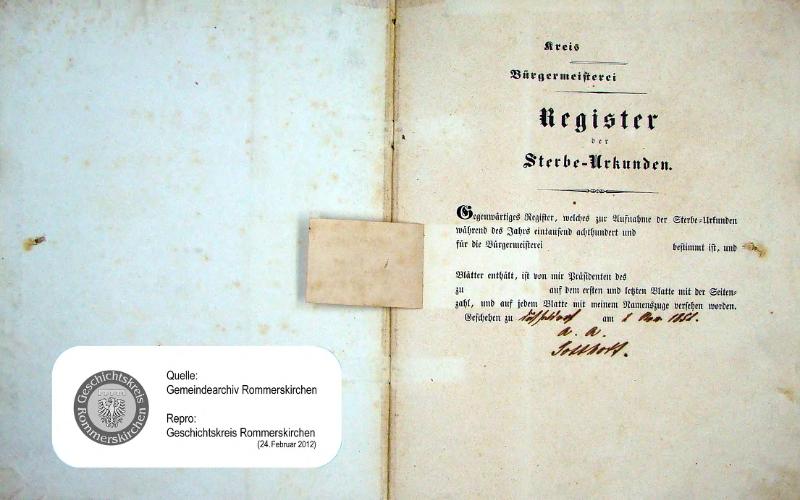 Kreis
Bürgermeisterei
Register
der
Sterbe-Urkunden.
Gegenwärtiges Register, welches zur Aufnahme der Sterbe-Urkunden
während des Jahrs eintausend achthundert und
für die Bürgermeisterei bestimmt ist, und
Blätter enthält, ist von mir Präsidenten des
zu auf dem ersten und letzten Blatte mit der Seiten-
zahl, und auf jedem Blatte mit meinem Namenszuge versehen worden.
Geschehen zu Düsseldorf am
Quelle:
Gemeindearchiv Rommerskirchen
Repro:
Geschichtskreis Rommerskirchen
(24.Februar 2012)
Geschichtskreis
Rommerskirchen